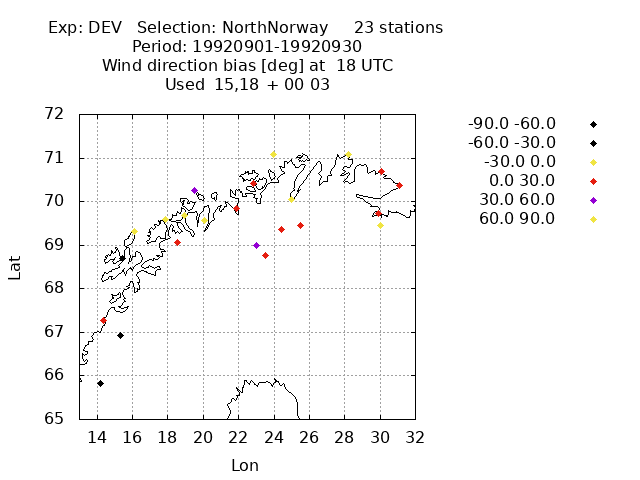 Exp: DEV   Selection: NorthNorway     23 stations
Period: 19920901-19920930
Wind direction bias [deg] at  18 UTC
Used  15,18 + 00 03
-90.0 -60.0
-60.0 -30.0
-30.0 0.0
0.0 30.0
30.0 60.0
60.0 90.0
72
71
70
69
68
67
66
65
Lat
14 16 18 20 22 24 26 28 30 32
Lon